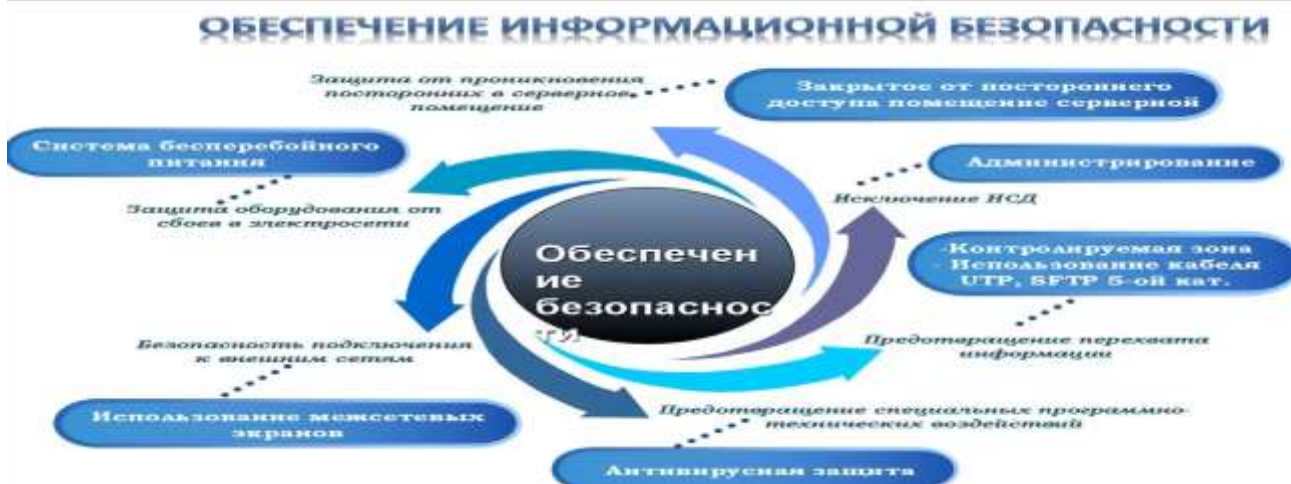 ОБЕСПЕЧЕНИЕ ИНФОРМАЦИОННОЙ БЕЗОПАСНОСТИ
Защита от проникновения
посторонних в серверное
помещение
Закрытое от постороннего
доступа помещение серверной
Система бесперебойного
питания
Защита оборудования от
сбоев в электросети
Администрирование
Исключение НСД
Обеспечен
ие
безопаснос
ти
-Контролируемая зона
- Использование кабеля
UTP, SFTP 5-ой кат.
Предотвращение перехвата
информации
Безопасность подключения
к внешним сетям
Использование межсетевых
экранов
Предотвращение специальных программно-
технических воздействий
Антивирусная защита